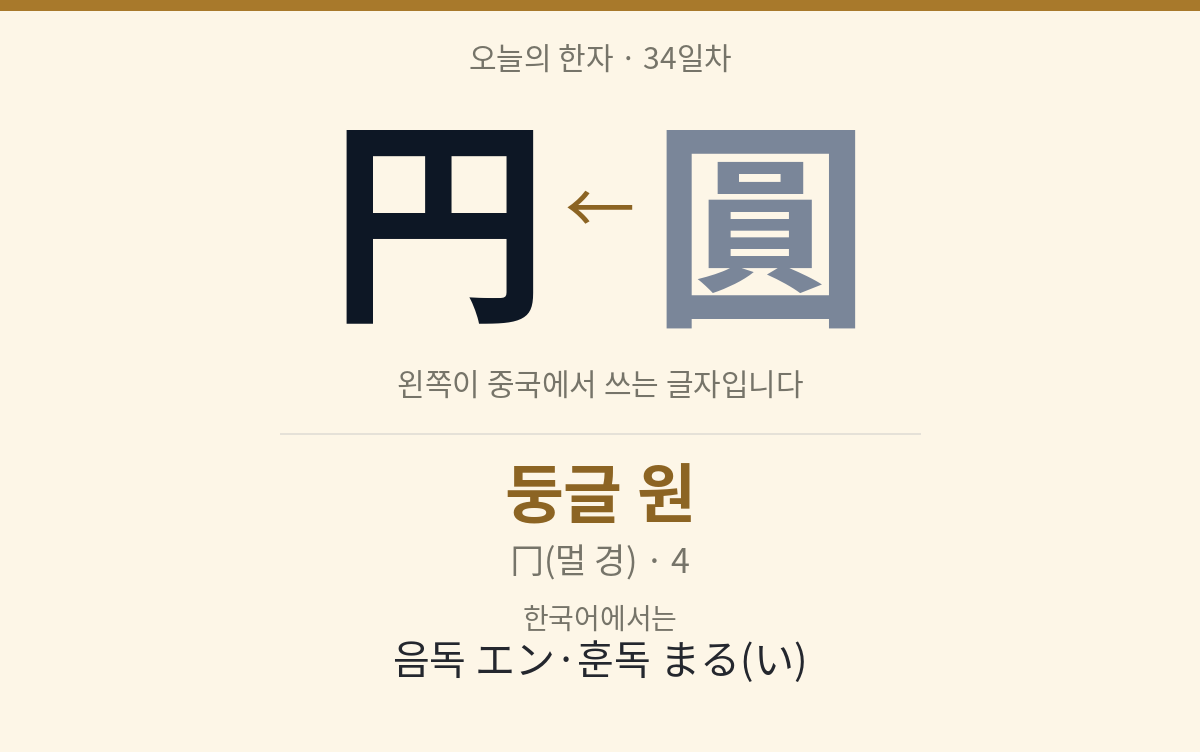 오늘의 한자 · 34일차
円 ← 圓
왼쪽이 중국에서 쓰는 글자입니다
둥글 원
冂(멀 경) · 4
한국어에서는
음독 エン·훈독 まる(い)